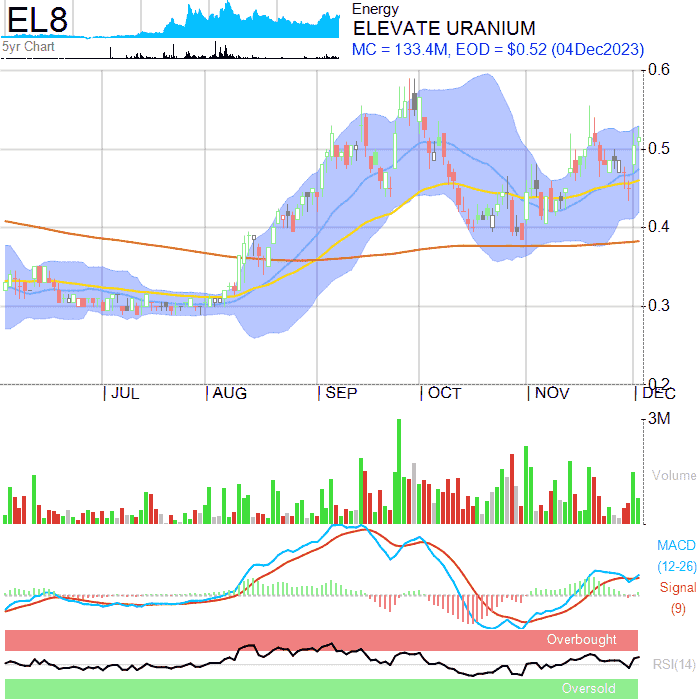 EL8
5yr Chart
Energy
ELEVATE URANIUM
MC = 133.4M, EOD = $0.52 (04Dec2023)
0.6
0.5
0.4
0.3
0.2
JUL AUG SEP OCT NOV DEC
3M
Volume
MACD
(12-26)
Signal
(9)
Overbought
RSI(14)
Oversold